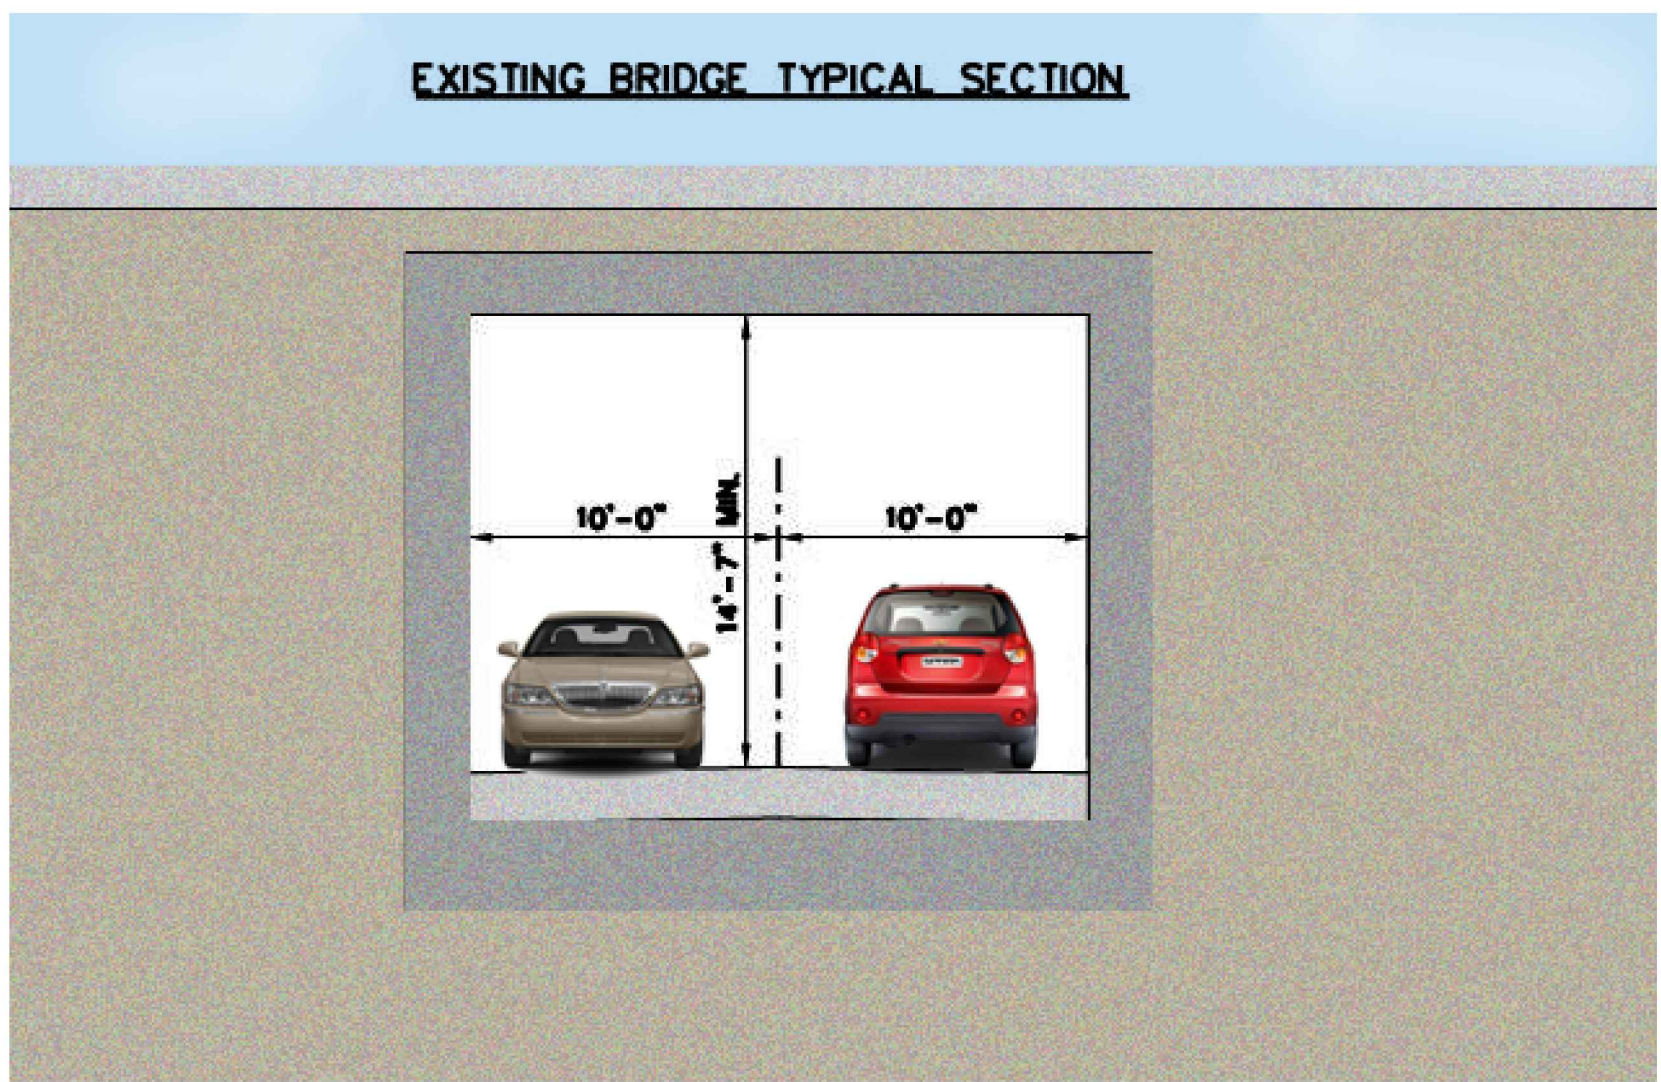 EXISTING BRIDGE TYPICAL SECTION
10'-0"
14'-7" MIN.
10'-0"